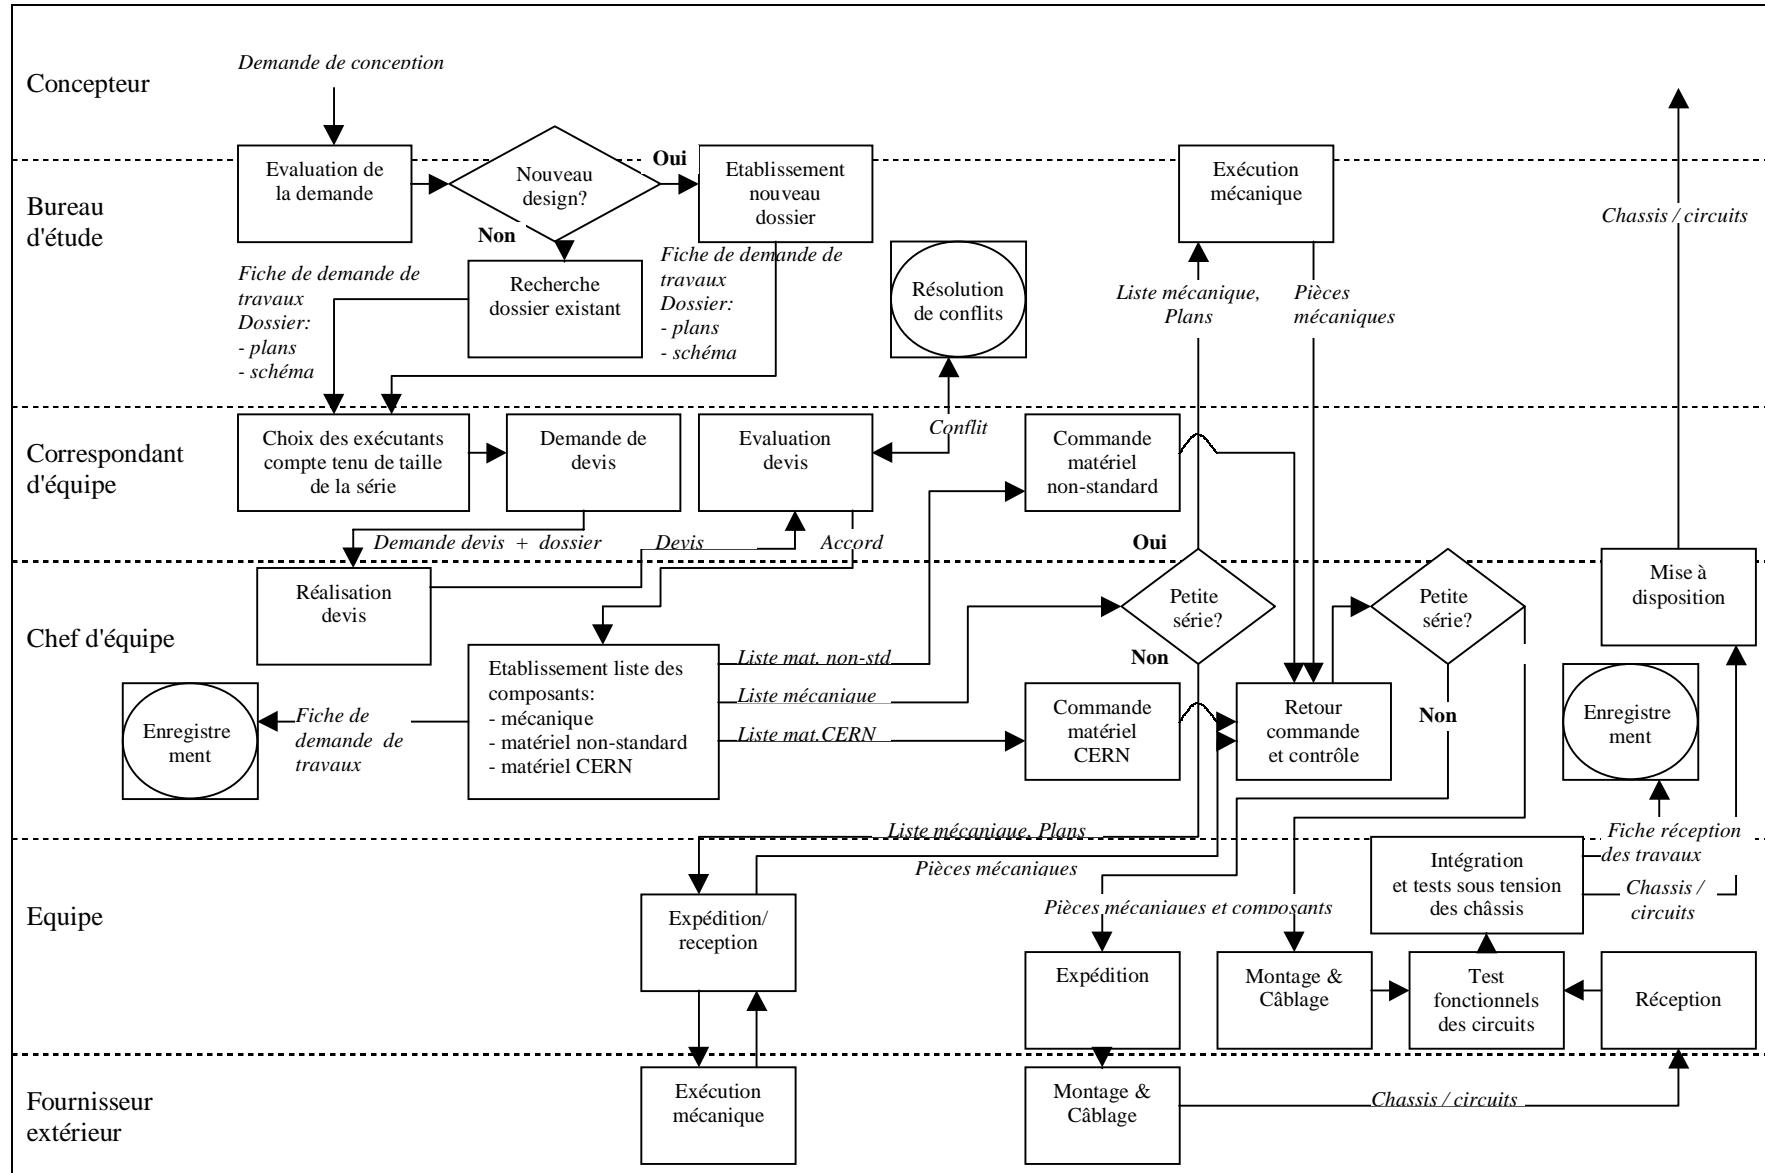 Concepteur
Demande de conception
Evaluation de
la demande
Nouveau
design?
Oui
Non
Etablissement
nouveau
dossier
Exécution
mécanique
Chassis / circuits
Bureau
d'étude
Fiche de demande de
travaux
Dossier:
- plans
- schéma
Recherche
dossier existant
Fiche de demande de
travaux
Dossier:
- plans
- schéma
Résolution
de conflits
Liste mécanique,
Plans
Pièces
mécaniques
Correspondant
d'équipe
Choix des exécutants
compte tenu de taille
de la série
Demande de
devis
Evaluation
devis
Conflit
Commande
matériel
non-standard
Demande devis + dossier
Devis
Accord
Oui
Chef d'équipe
Réalisation
devis
Petite
série?
Non
Petite
série?
Non
Mise à
disposition
Enregistre
ment
Fiche de
demande de
travaux
Etablissement liste des
composants:
- mécanique
- matériel non-standard
- matériel CERN
Liste mat. non-std
Liste mécanique
Liste mat.CERN
Commande
matériel
CERN
Retour
commande
et contrôle
Enregistre
ment
Liste mécanique, Plans
Pièces mécaniques
Fiche réception
des travaux
Equipe
Expédition/
reception
Pièces mécaniques et composants
Intégration
et tests sous tension
des châssis
Chassis /
circuits
Expédition
Montage &
Câblage
Test
fonctionnels
des circuits
Réception
Fournisseur
extérieur
Exécution
mécanique
Montage &
Câblage
Chassis / circuits